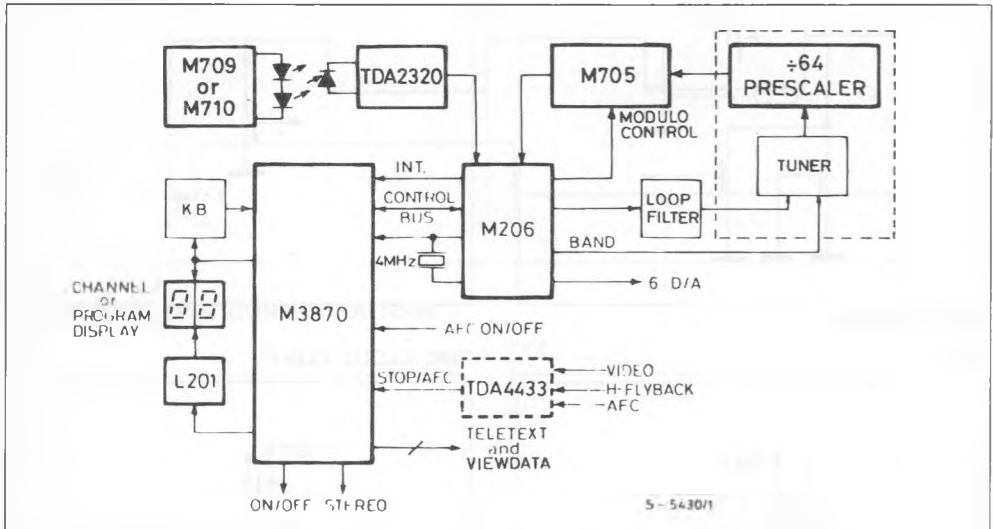 M709
or
M710
TDA2320
M705
÷64
PRESCALER
MODULO
CONTROL
TUNER
INT.
CONTROL
BUS
KB
M206
LOOP
FILTER
BAND
4MHz
CHANNEL
or
PROGRAM
DISPLAY
88
M3870
6 D/A
AFC ON/OFF
L201
STOP/AFC
TDA4433
VIDEO
H-FLYBACK
AFC
TELETEXT
and
VIEWDATA
ON/OFF STEREO
S-5430/1